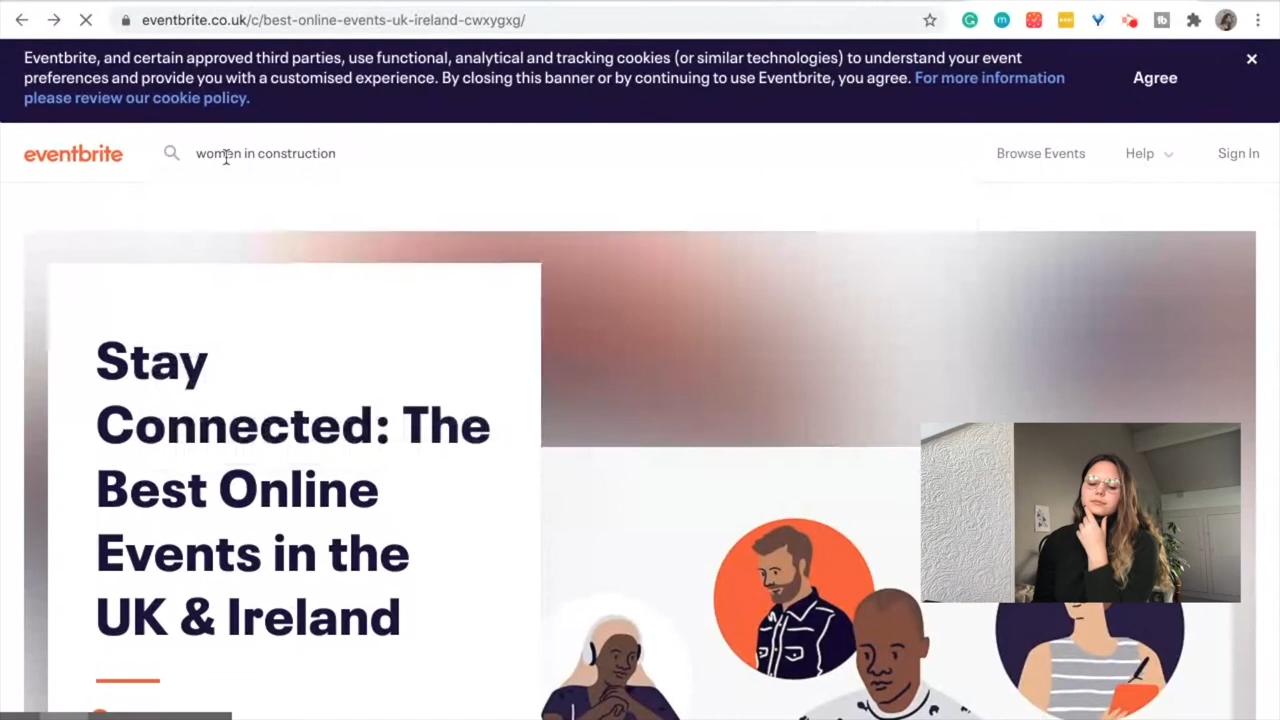 eventbrite.co.uk/c/best-online-events-uk-ireland-cwxygxg/
Eventbrite, and certain approved third parties, use functional, analytical and tracking cookies (or similar technologies) to understand your event
preferences and provide you with a customised experience. By closing this banner or by continuing to use Eventbrite, you agree. For more information
please review our cookie policy.
Agree
eventbrite
women in construction
Browse Events
Help
Sign In
Stay
Connected: The
Best Online
Events in the
UK & Ireland